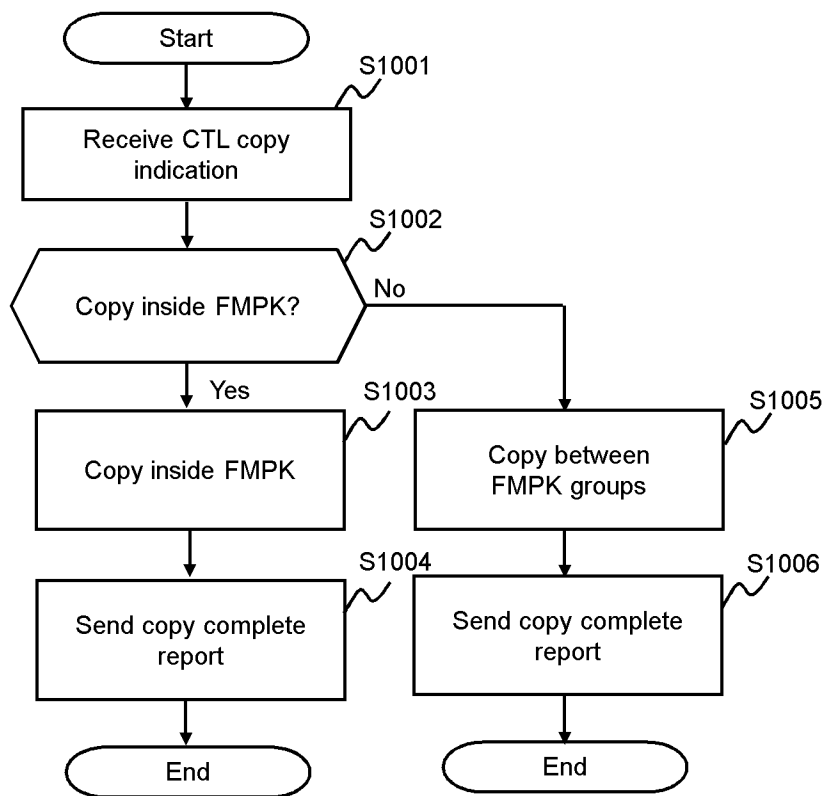 Start
S1001
Receive CTL copy
indication
S1002
Copy inside FMPK?
No
Yes
S1003
Copy inside FMPK
S1005
Copy between
FMPK groups
S1004
Send copy complete
report
S1006
Send copy complete
report
End
End